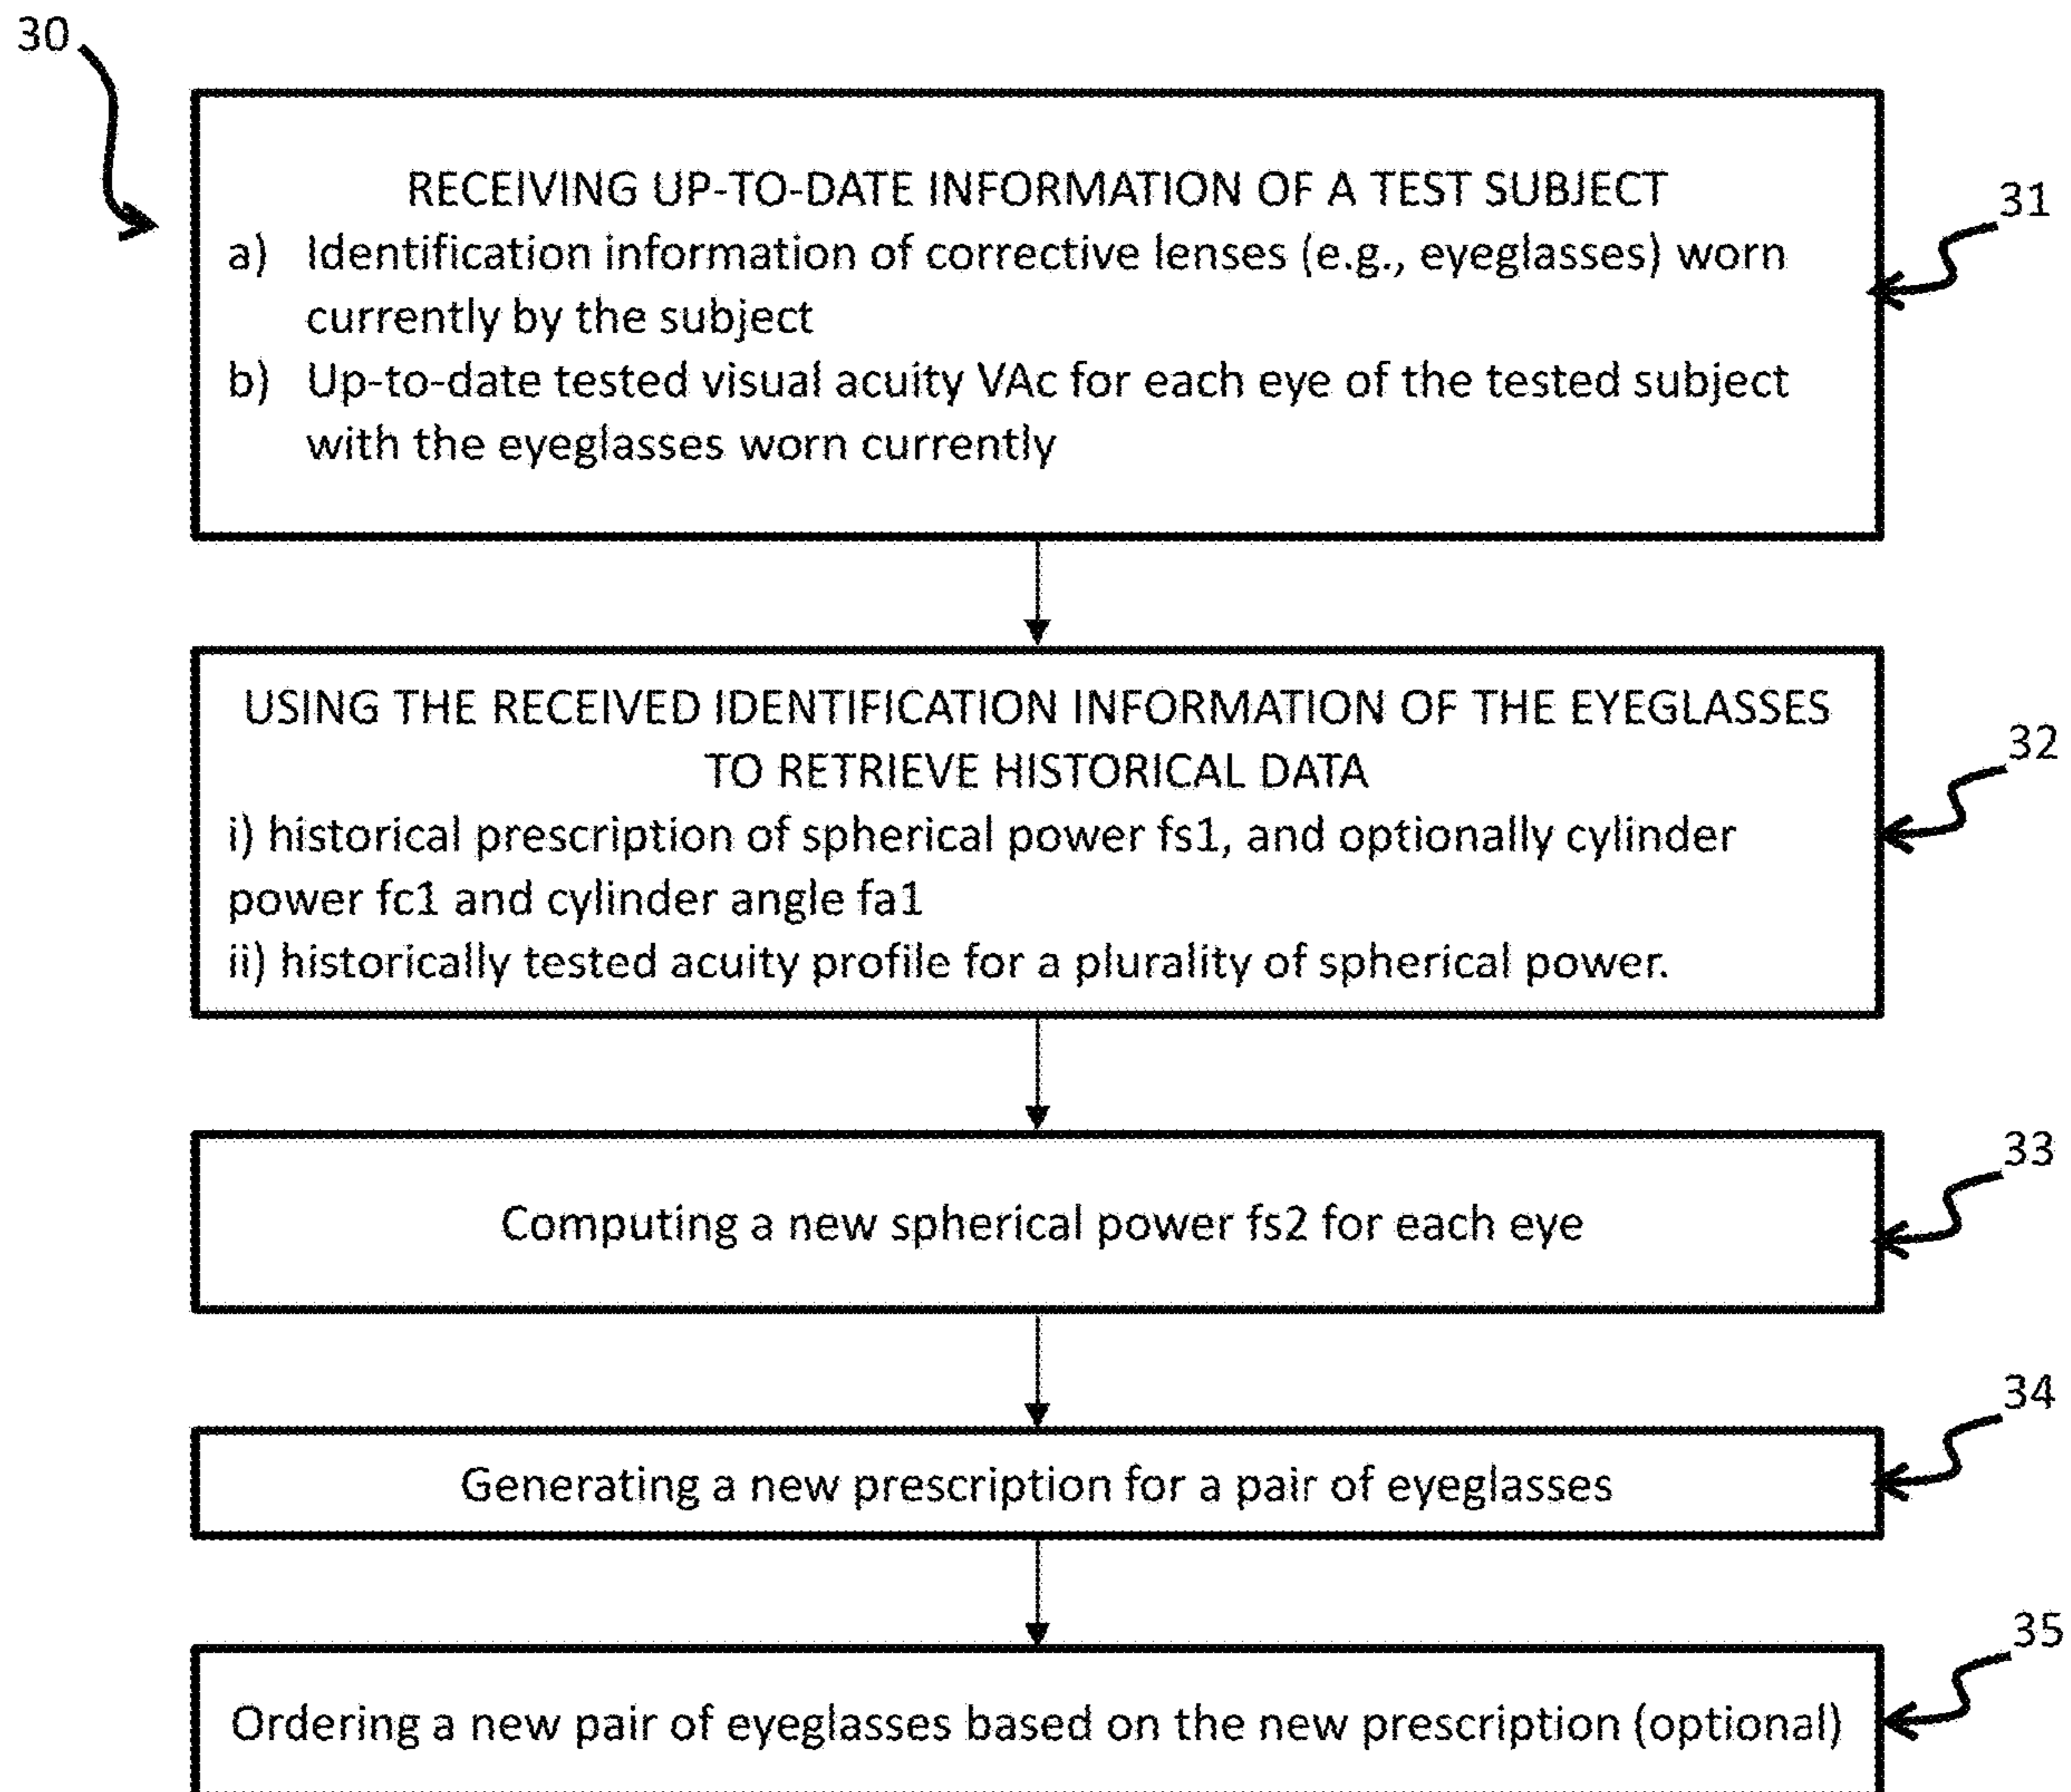 30
RECEIVING UP-TO-DATE INFORMATION OF A TEST SUBJECT
31
a) Identification information of corrective lenses (e.g., eyeglasses) worn
currently by the subject
b) Up-to-date tested visual acuity VAc for each eye of the tested subject
with the eyeglasses worn currently
USING THE RECEIVED IDENTIFICATION INFORMATION OF THE EYEGLASSES
32
TO RETRIEVE HISTORICAL DATA
i) historical prescription of spherical power fs1, and optionally cylinder
power fc1 and cylinder angle fa1
ii) historically tested acuity profile for a plurality of spherical power.
33
Computing a new spherical power fs2 for each eye
34
Generating a new prescription for a pair of eyeglasses
35
Ordering a new pair of eyeglasses based on the new prescription (optional)